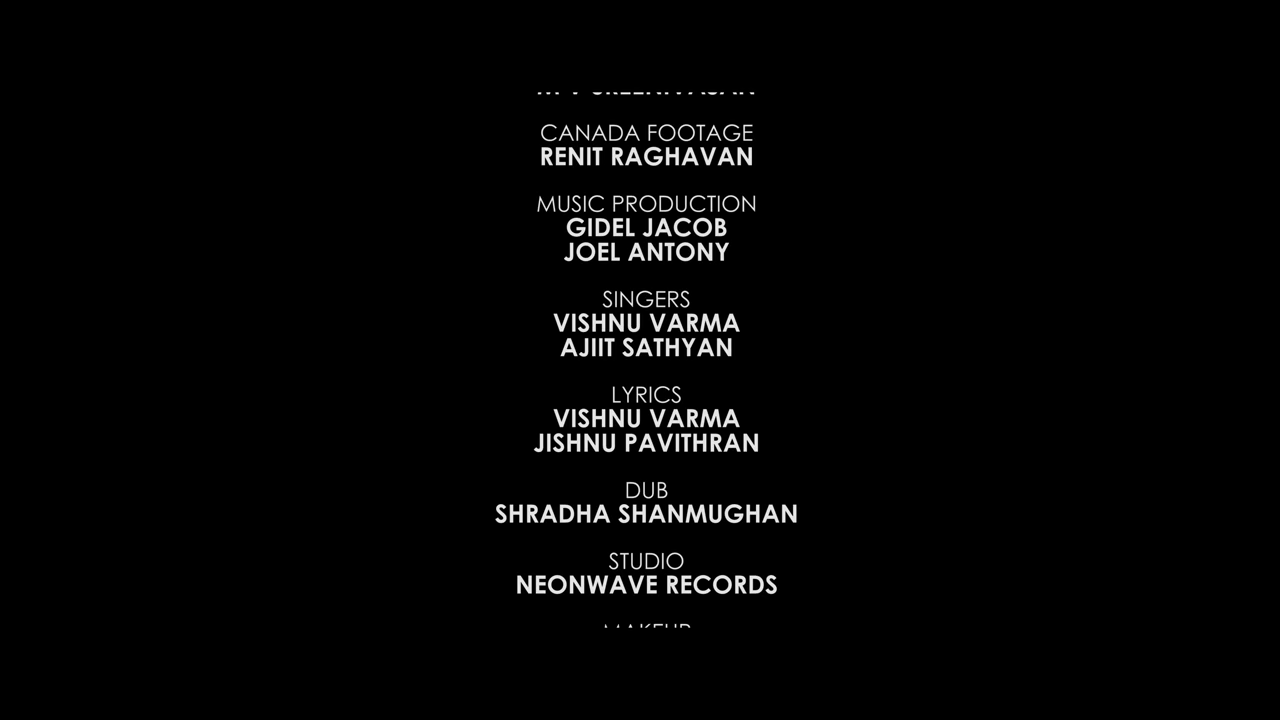 CANADA FOOTAGE
RENIT RAGHAVAN
MUSIC PRODUCTION
GIDEL JACOB
JOEL ANTONY
SINGERS
VISHNU VARMA
AJIIT SATHYAN
LYRICS
VISHNU VARMA
JISHNU PAVITHRAN
DUB
SHRADHA SHANMUGHAN
STUDIO
NEONWAVE RECORDS
MAKEUP